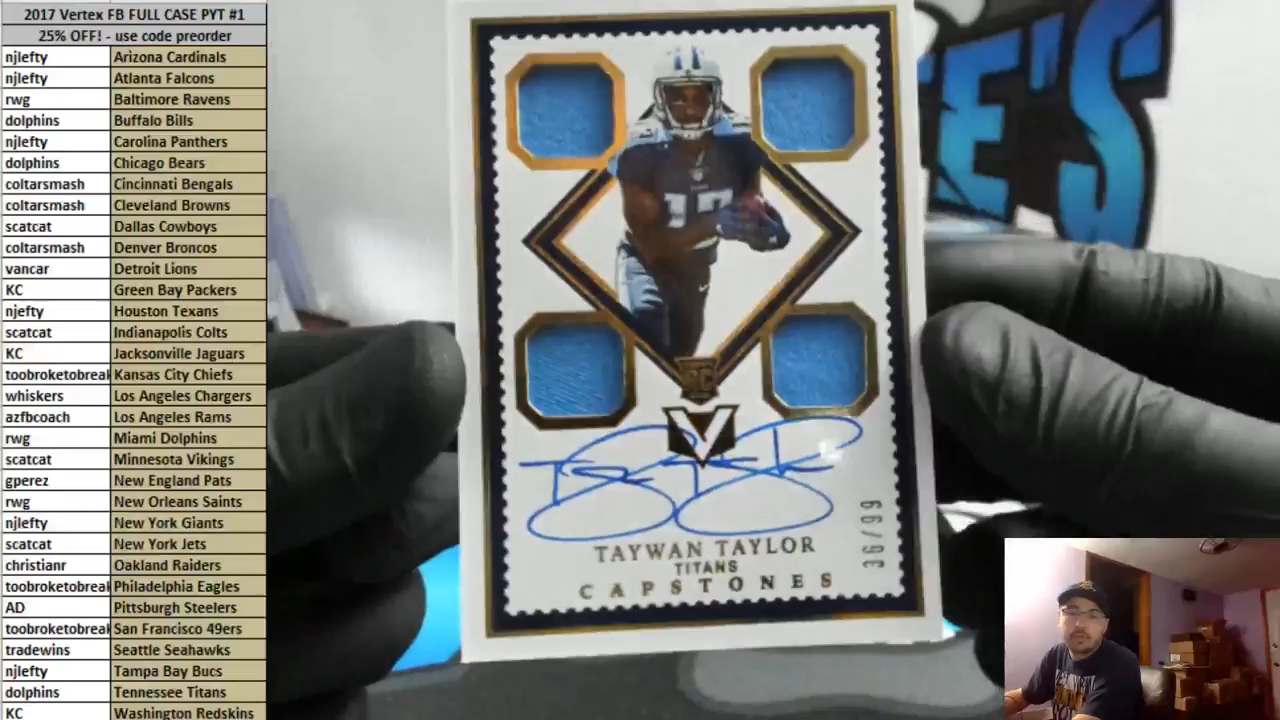 2017 Vertex FB FULL CASE PYT #1
25% OFF! - use code preorder
njlefty Arizona Cardinals
njlefty Atlanta Falcons
rwg Baltimore Ravens
dolphins Buffalo Bills
njlefty Carolina Panthers
dolphins Chicago Bears
coltarsmash Cincinnati Bengals
coltarsmash Cleveland Browns
scatcat Dallas Cowboys
coltarsmash Denver Broncos
vancar Detroit Lions
KC Green Bay Packers
njefty Houston Texans
scatcat Indianapolis Colts
KC Jacksonville Jaguars
toobroketobreak Kansas City Chiefs
whiskers Los Angeles Chargers
azfbcoach Los Angeles Rams
rwg Miami Dolphins
scatcat Minnesota Vikings
gperez New England Pats
rwg New Orleans Saints
njlefty New York Giants
scatcat New York Jets
christianr Oakland Raiders
toobroketobreak Philadelphia Eagles
AD Pittsburgh Steelers
toobroketobreak San Francisco 49ers
tradewins Seattle Seahawks
njlefty Tampa Bay Bucs
dolphins Tennessee Titans
KC Washington Redskins
E'S
RC
V
TAYWAN TAYLOR
TITANS
CAPSTONES
36/99